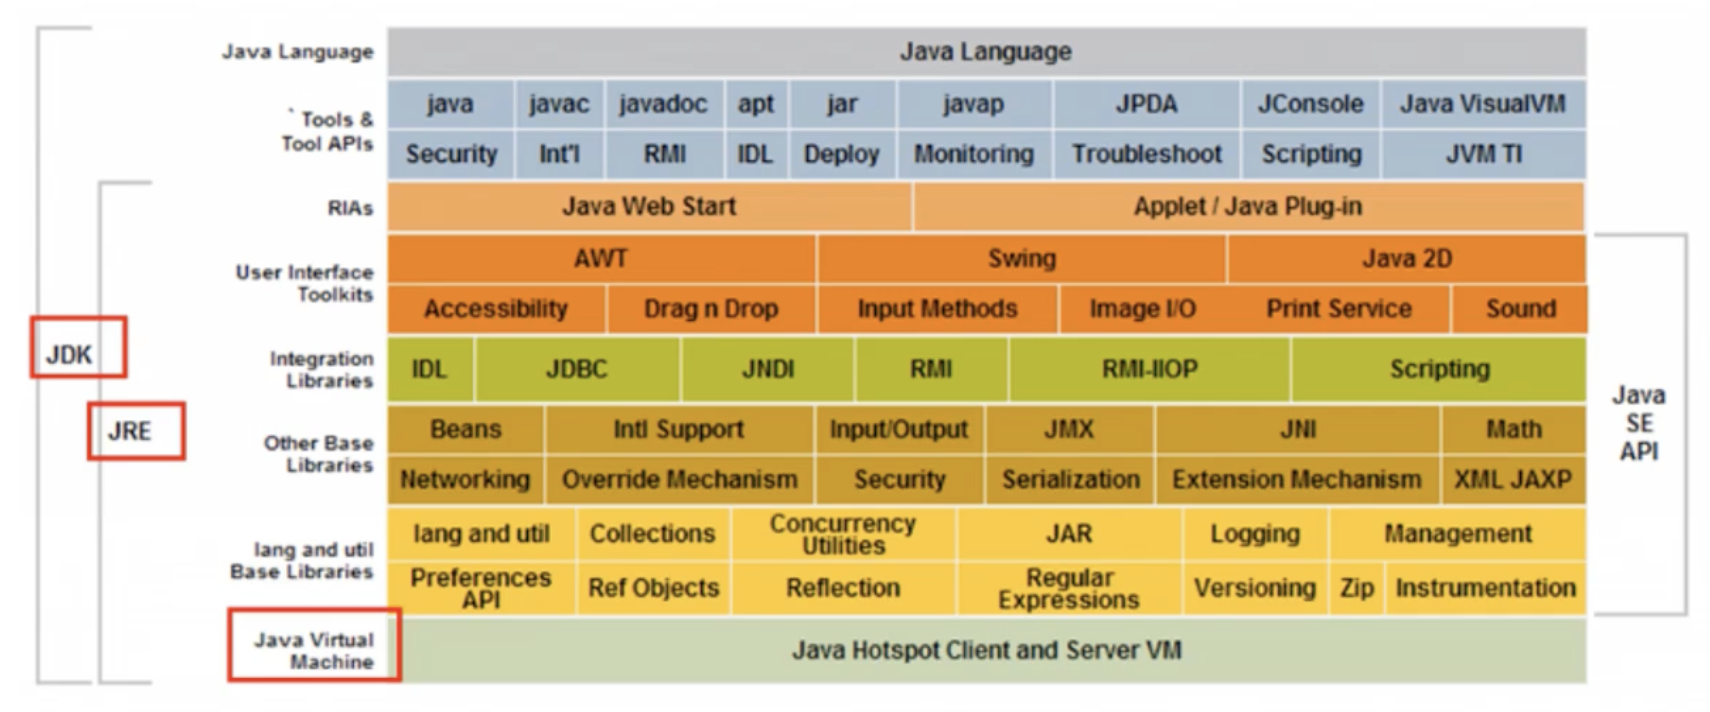 Java Language
Java Language
` Tools &
Tool APIs
java javac javadoc apt jar javap JPDA JConsole Java VisualVM
Security Int'l RMI IDL Deploy Monitoring Troubleshoot Scripting JVM TI
RIAs
Java Web Start Applet / Java Plug-in
User Interface
Toolkits
AWT Swing Java 2D
Accessibility Drag n Drop Input Methods Image I/O Print Service Sound
JDK
Integration
Libraries
IDL JDBC JNDI RMI RMI-IIOP Scripting
JRE
Other Base
Libraries
Beans Intl Support Input/Output JMX JNI Math
Networking Override Mechanism Security Serialization Extension Mechanism XML JAXP
Java
SE
API
lang and util
Base Libraries
lang and util Collections Concurrency
Utilities JAR Logging Management
Preferences
API Ref Objects Reflection Regular
Expressions Versioning Zip Instrumentation
Java Virtual
Machine
Java Hotspot Client and Server VM